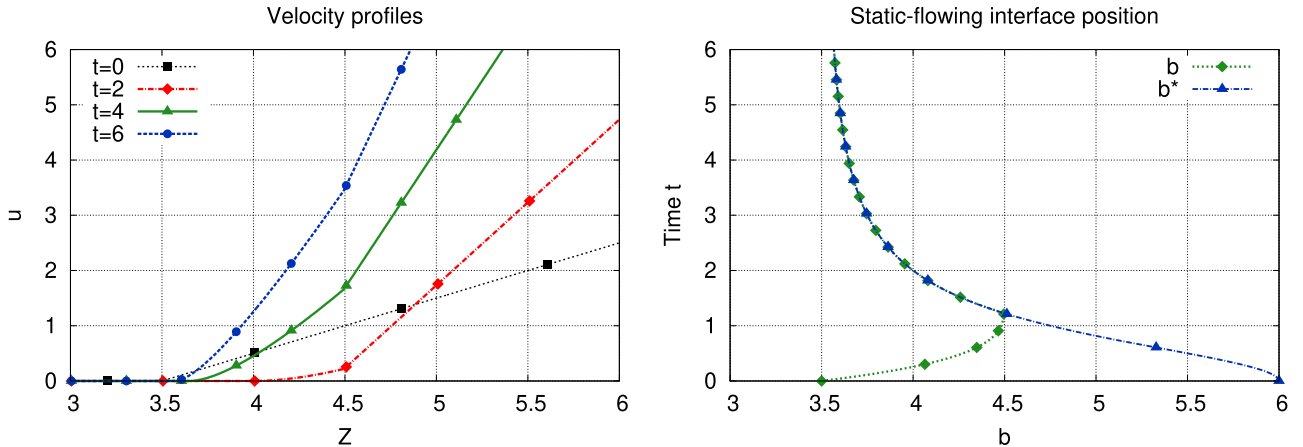 Velocity profiles
6
5
4
3
2
1
0
u
t=0
t=2
t=4
t=6
3 3.5 4 4.5 5 5.5 6
Z
Static-flowing interface position
6
5
4
3
2
1
0
Time t
b
b*
3 3.5 4 4.5 5 5.5 6
b